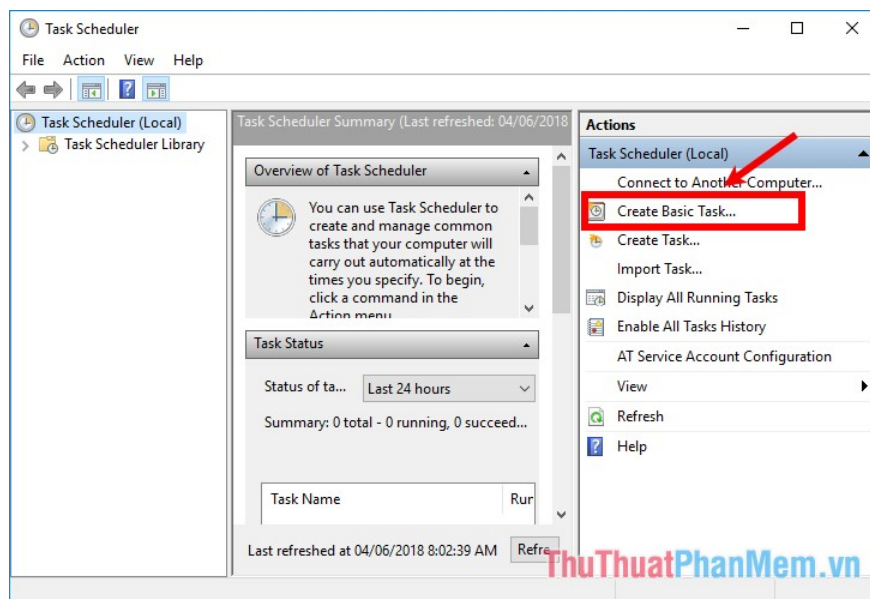 Task Scheduler
File Action View Help
Task Scheduler (Local)
Task Scheduler Library
Task Scheduler Summary (Last refreshed: 04/06/2018
Overview of Task Scheduler
You can use Task Scheduler to
create and manage common
tasks that your computer will
carry out automatically at the
times you specify. To begin,
click a command in the
Action menu
Task Status
Status of ta... Last 24 hours
Summary: 0 total - 0 running, 0 succeed...
Task Name Run
Last refreshed at 04/06/2018 8:02:39 AM Refre
Actions
Task Scheduler (Local)
Connect to Another Computer...
Create Basic Task...
Create Task...
Import Task...
Display All Running Tasks
Enable All Tasks History
AT Service Account Configuration
View
Refresh
Help
ThuThuatPhanMem.vn